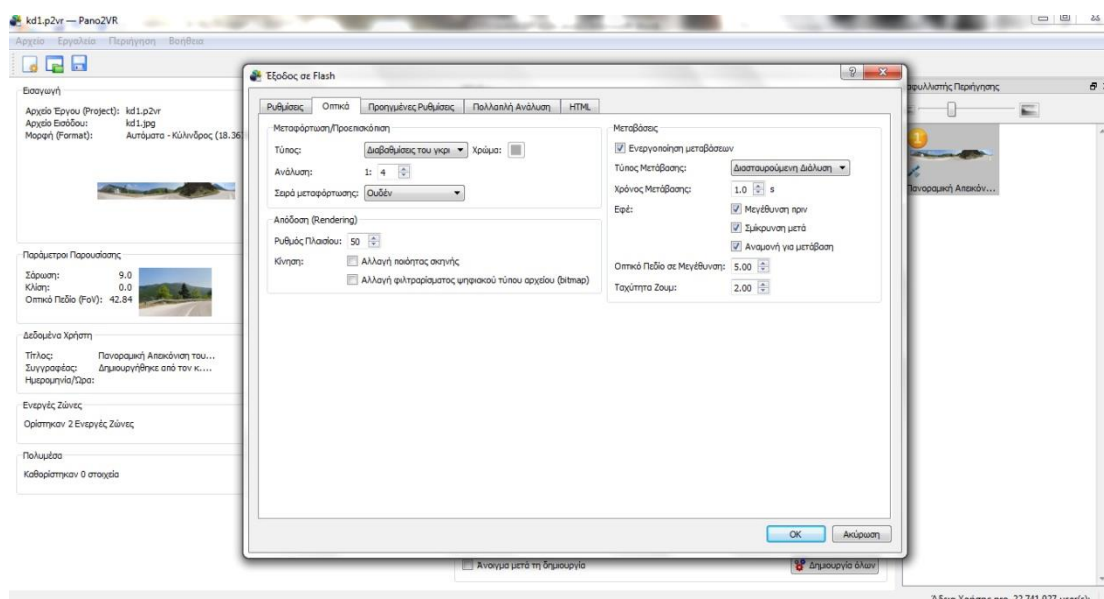 kd1.p2vr — Pano2VR
Αρχείο Εργαλεία Περιήγηση Βοήθεια
Εισαγωγή
Αρχείο Έργου (Project): kd1.p2vr
Αρχείο Εισόδου: kd1.jpg
Μορφή (Format): Αυτόματα - Κύλινδρος (18.36
Παράμετροι Παρουσίασης
Σάρωση: 9.0
Κλίση: 0.0
Οπτικό Πεδίο (FoV): 42.84
Δεδομένα Χρήστη
Τίτλος: Πανοραμική Απεικόνιση του...
Συγγραφέας: Δημιουργήθηκε από τον κ....
Ημερομηνία/Ώρα:
Ενεργές Ζώνες
Ορίστηκαν 2 Ενεργές Ζώνες
Πολυμέσα
Καθορίστηκαν 0 στοιχεία
Έξοδος σε Flash
Ρυθμίσεις Οπτικά Προηγμένες Ρυθμίσεις Πολλαπλή Ανάλυση HTML
Μεταφόρτωση/Προεπισκόπιση
Τύπος: Διαβαθμίσεις του γκρι Χρώμα:
Ανάλυση: 1: 4
Σειρά μεταφόρτωσης: Ουδέν
Απόδοση (Rendering)
Ρυθμός Πλαισίου: 50
Κίνηση: Αλλαγή ποιότητας σκηνής
Αλλαγή φιλτραρίσματος ψηφιακού τύπου αρχείου (bitmap)
Μεταβάσεις
Ενεργοποίηση μεταβάσεων
Τύπος Μετάβασης: Διασταυρούμενη Διάλυση
Χρόνος Μετάβασης: 1.0 s
Εφέ: Μεγέθυνση πριν
Σμίκρυνση μετά
Αναμονή για μετάβαση
Οπτικό Πεδίο σε Μεγέθυνση: 5.00
Ταχύτητα Ζουμ: 2.00
OK Ακύρωση
Άνοιγμα μετά τη δημιουργία
Δημιουργία όλων
αφυλλιστής Περιήγησης
1
Πανοραμική Απεικόν...